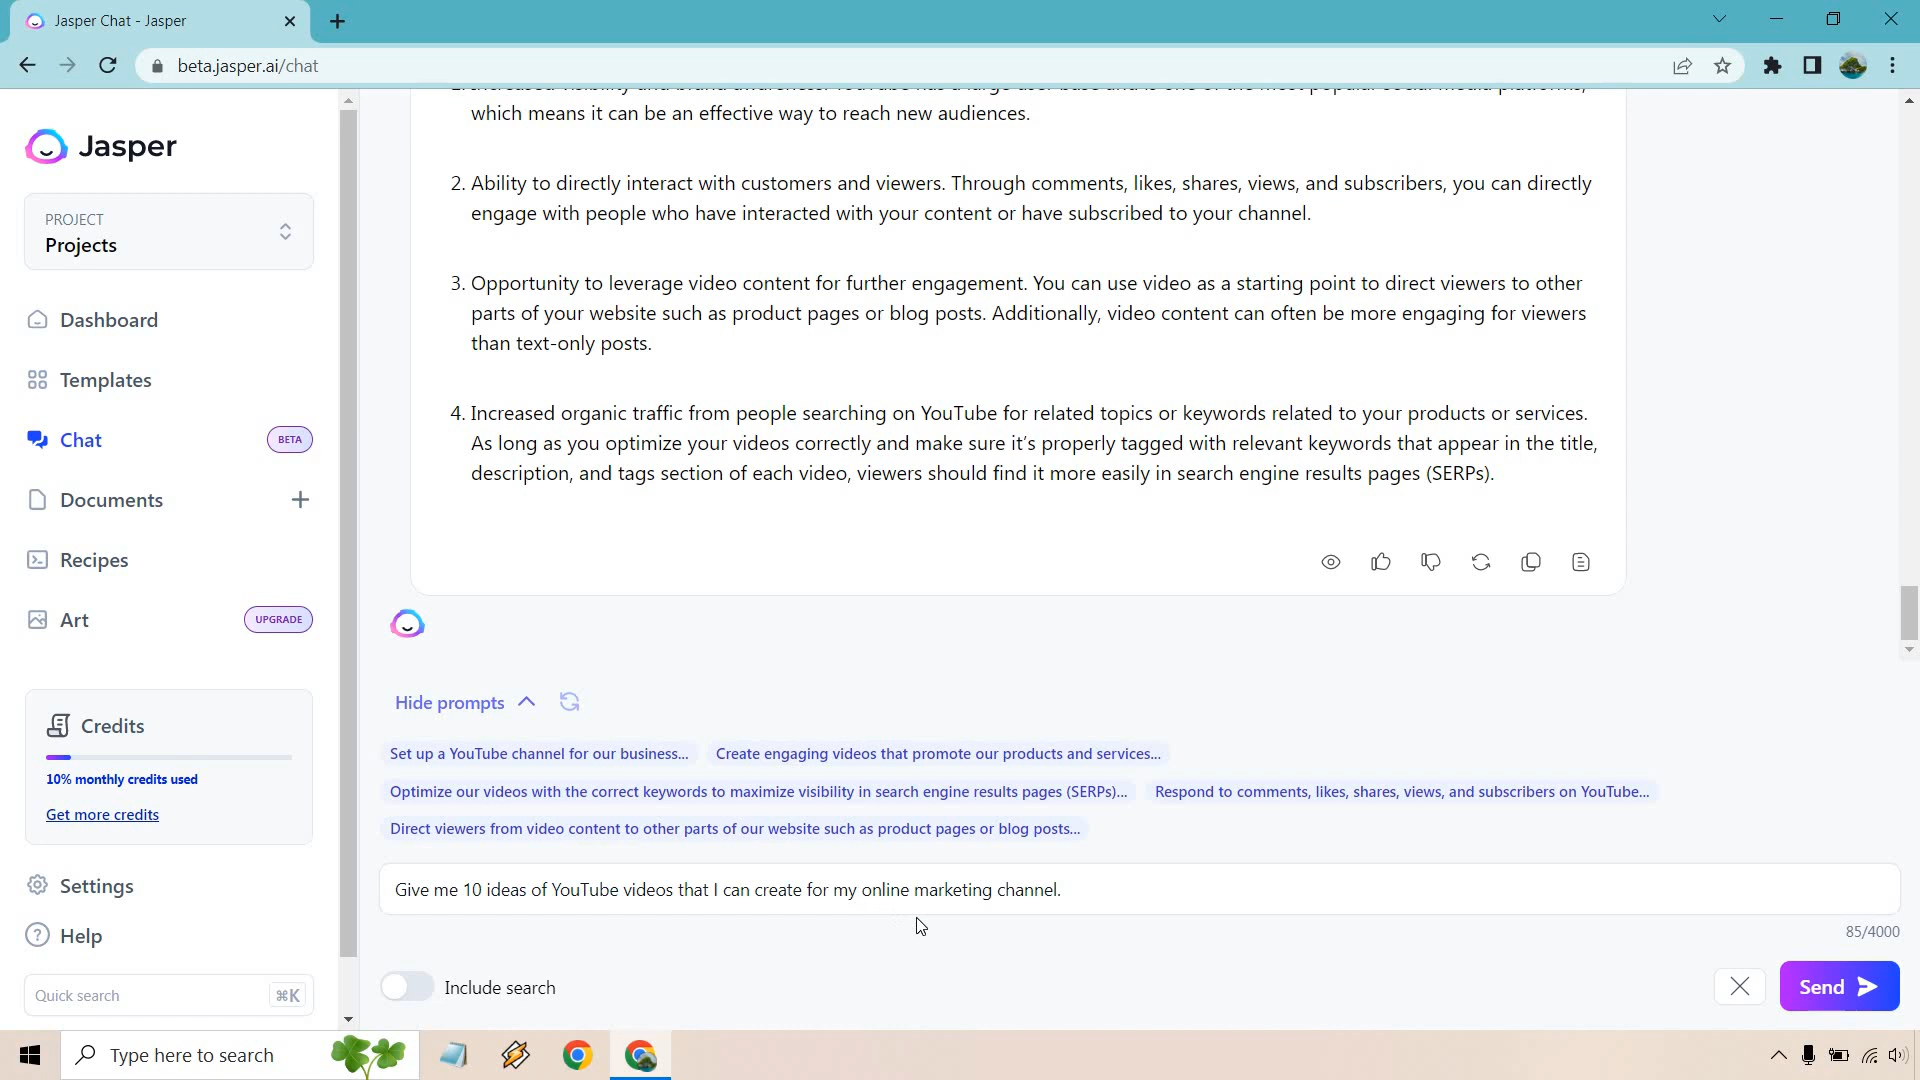 Jasper Chat - Jasper
beta.jasper.ai/chat
Jasper
PROJECT
Projects
Dashboard
Templates
Chat
BETA
Documents
Recipes
Art
UPGRADE
Credits
10% monthly credits used
Get more credits
Settings
Help
Quick search
⌘K
which means it can be an effective way to reach new audiences.
2. Ability to directly interact with customers and viewers. Through comments, likes, shares, views, and subscribers, you can directly
engage with people who have interacted with your content or have subscribed to your channel.
3. Opportunity to leverage video content for further engagement. You can use video as a starting point to direct viewers to other
parts of your website such as product pages or blog posts. Additionally, video content can often be more engaging for viewers
than text-only posts.
4. Increased organic traffic from people searching on YouTube for related topics or keywords related to your products or services.
As long as you optimize your videos correctly and make sure it's properly tagged with relevant keywords that appear in the title,
description, and tags section of each video, viewers should find it more easily in search engine results pages (SERPs).
Hide prompts
Set up a YouTube channel for our business...
Create engaging videos that promote our products and services...
Optimize our videos with the correct keywords to maximize visibility in search engine results pages (SERPs)...
Respond to comments, likes, shares, views, and subscribers on YouTube...
Direct viewers from video content to other parts of our website such as product pages or blog posts...
Give me 10 ideas of YouTube videos that I can create for my online marketing channel.
85/4000
Include search
Send
Type here to search